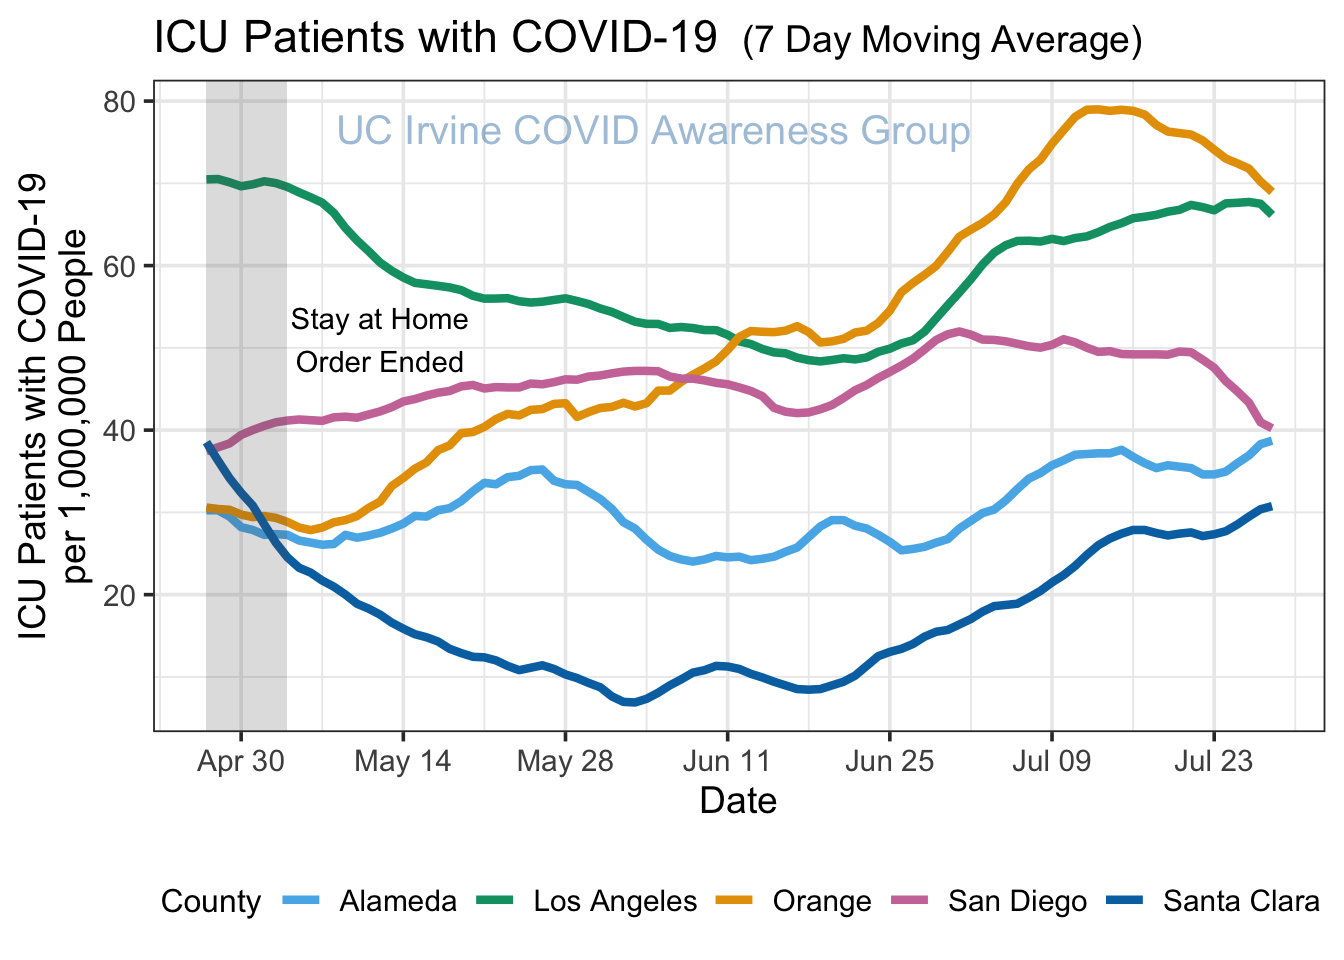 ICU Patients with COVID-19 (7 Day Moving Average)
ICU Patients with COVID-19
per 1,000,000 People
80
60
40
20
UC Irvine COVID Awareness Group
Stay at Home
Order Ended
Apr 30 May 14 May 28 Jun 11 Jun 25 Jul 09 Jul 23
Date
County Alameda Los Angeles Orange San Diego Santa Clara